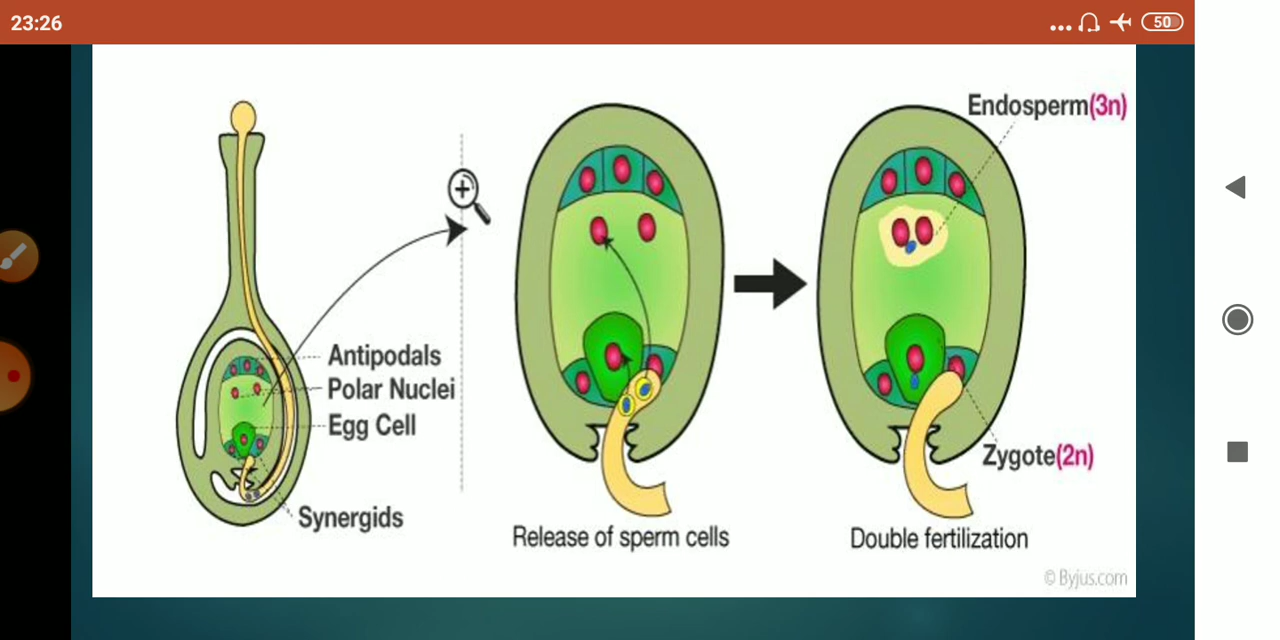 23:26
50
Endosperm(3n)
Antipodals
Polar Nuclei
Egg Cell
Synergids
Zygote(2n)
Release of sperm cells
Double fertilization
© Byjus.com